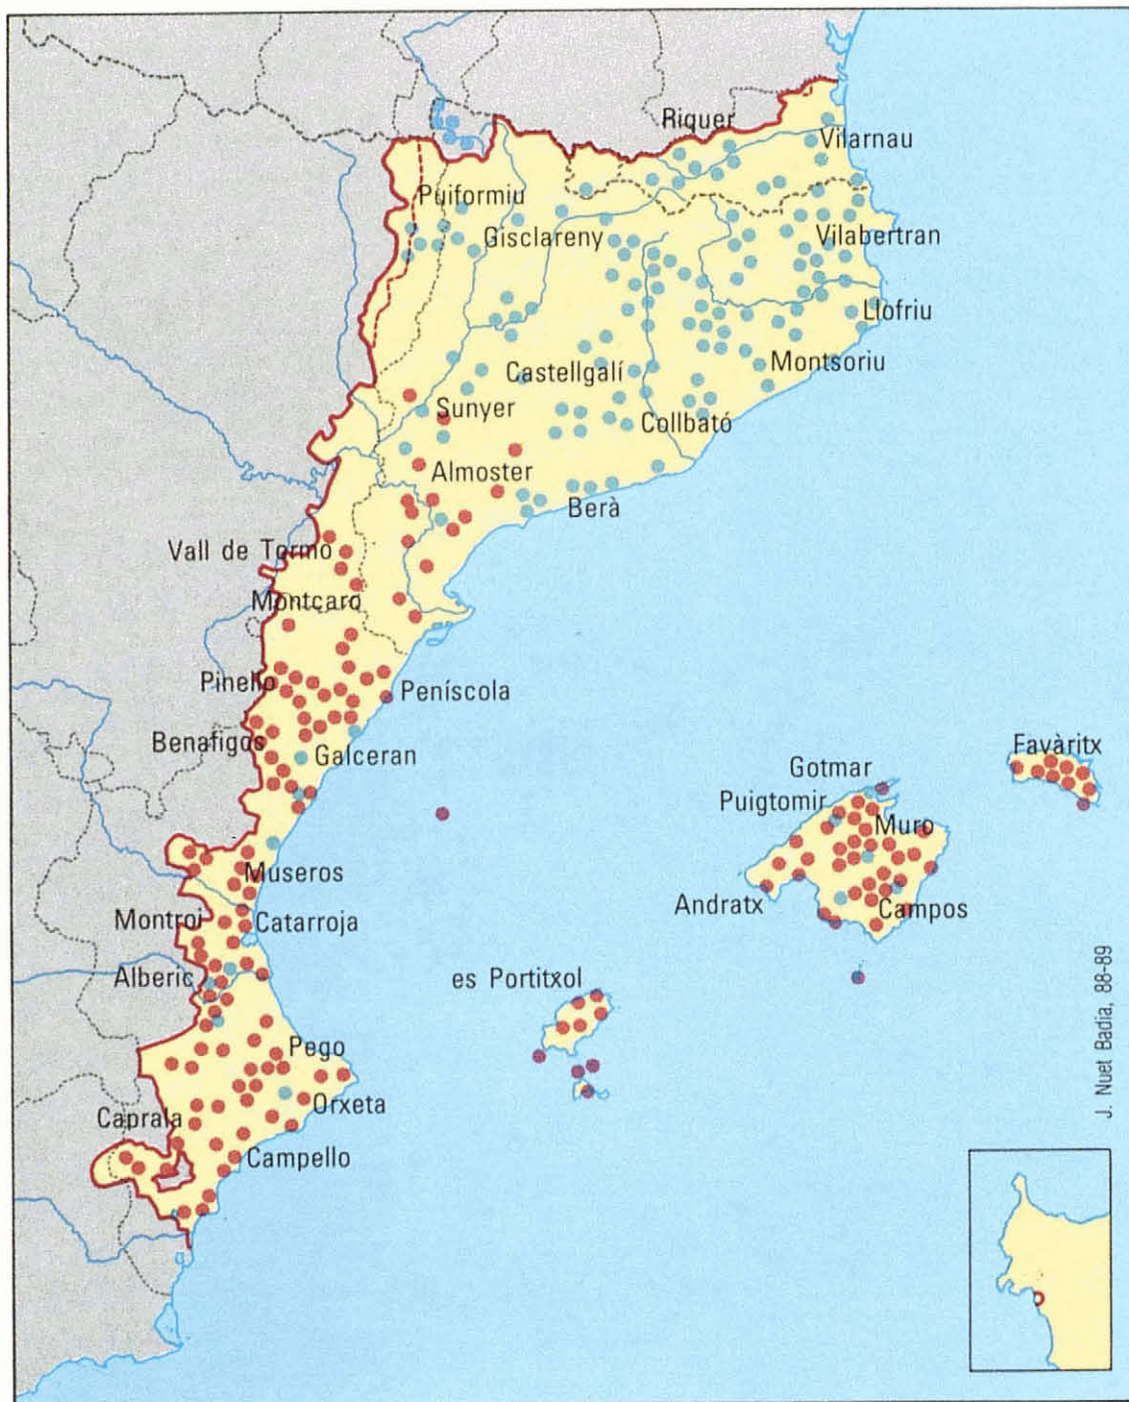 Riquer
Vilarnau
Puiformiu
Gisclareny
Vilabertran
Llofriu
Castellgalí
Montsoriu
Sunyer
Collbató
Almoster
Berà
Vall de Tormo
Montcaro
Pinello
Peníscola
Benafigos
Galceran
Favàritx
Gotmar
Puigtomir
Muro
Museros
Andratx
Campos
Montroi
Catarroja
Alberic
es Portitxol
Pego
Caprala
Orxeta
Campello
J. Nuet Badia, 88-89